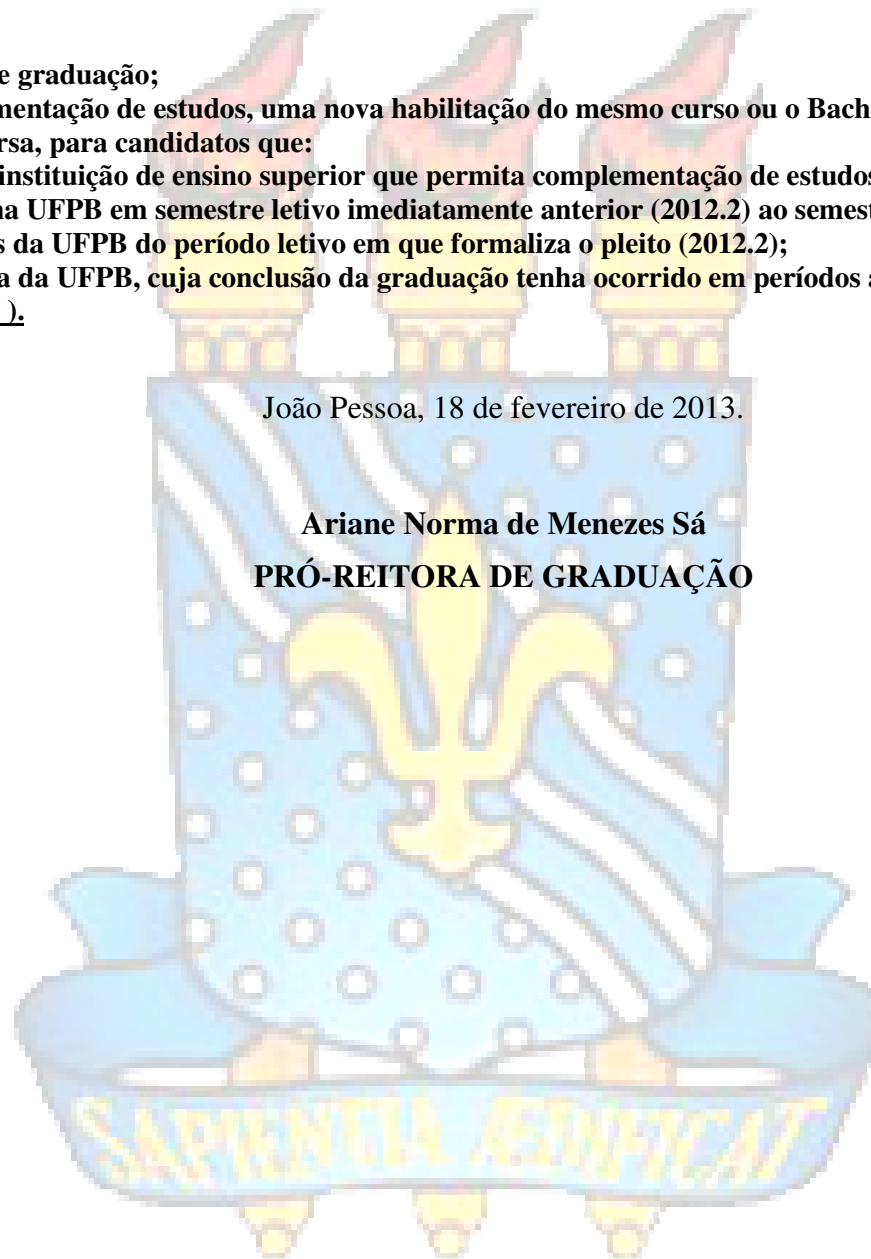 e graduação;
mentação de estudos, uma nova habilitação do mesmo curso ou o Bach
rsa, para candidatos que:
instituição de ensino superior que permita complementação de estudos
na UFPB em semestre letivo imediatamente anterior (2012.2) ao semest
s da UFPB do período letivo em que formaliza o pleito (2012.2);
a da UFPB, cuja conclusão da graduação tenha ocorrido em períodos a
).
João Pessoa, 18 de fevereiro de 2013.
Ariane Norma de Menezes Sá
PRÓ-REITORA DE GRADUAÇÃO
SAPIENTIA ÆDIFICAT